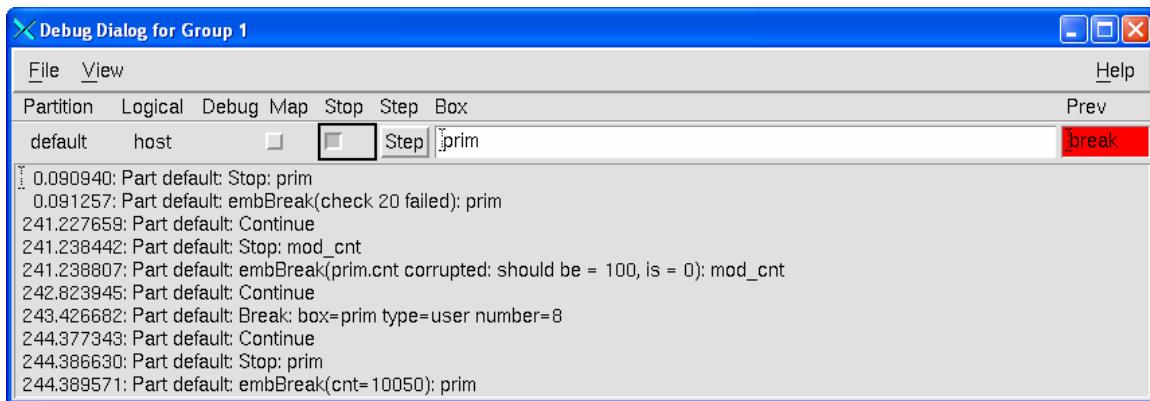 Debug Dialog for Group 1
File View Help
Partition Logical Debug Map Stop Step Box Prev
default host Step prim break
0.090940: Part default: Stop: prim
0.091257: Part default: embBreak(check 20 failed): prim
241.227659: Part default: Continue
241.238442: Part default: Stop: mod_cnt
241.238807: Part default: embBreak(prim.cnt corrupted: should be = 100, is = 0): mod_cnt
242.823945: Part default: Continue
243.426682: Part default: Break: box=prim type=user number=8
244.377343: Part default: Continue
244.386630: Part default: Stop: prim
244.389571: Part default: embBreak(cnt=10050): prim